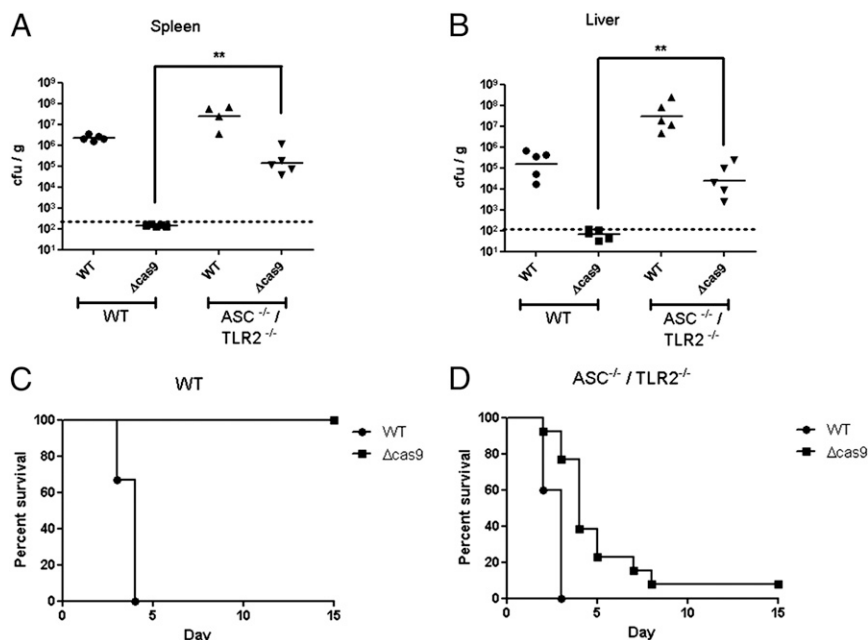 A
Spleen
**
cfu / g
10⁹
10⁸
10⁷
10⁶
10⁵
10⁴
10³
10²
10¹
WT
Δcas9
WT
Δcas9
WT
ASC⁻/⁻ /
TLR2⁻/⁻
B
Liver
**
cfu / g
10⁹
10⁸
10⁷
10⁶
10⁵
10⁴
10³
10²
10¹
WT
Δcas9
WT
Δcas9
WT
ASC⁻/⁻ /
TLR2⁻/⁻
C
WT
Percent survival
100
80
60
40
20
0
0
5
10
15
Day
WT
Δcas9
D
ASC⁻/⁻ / TLR2⁻/⁻
Percent survival
100
80
60
40
20
0
0
5
10
15
Day
WT
Δcas9